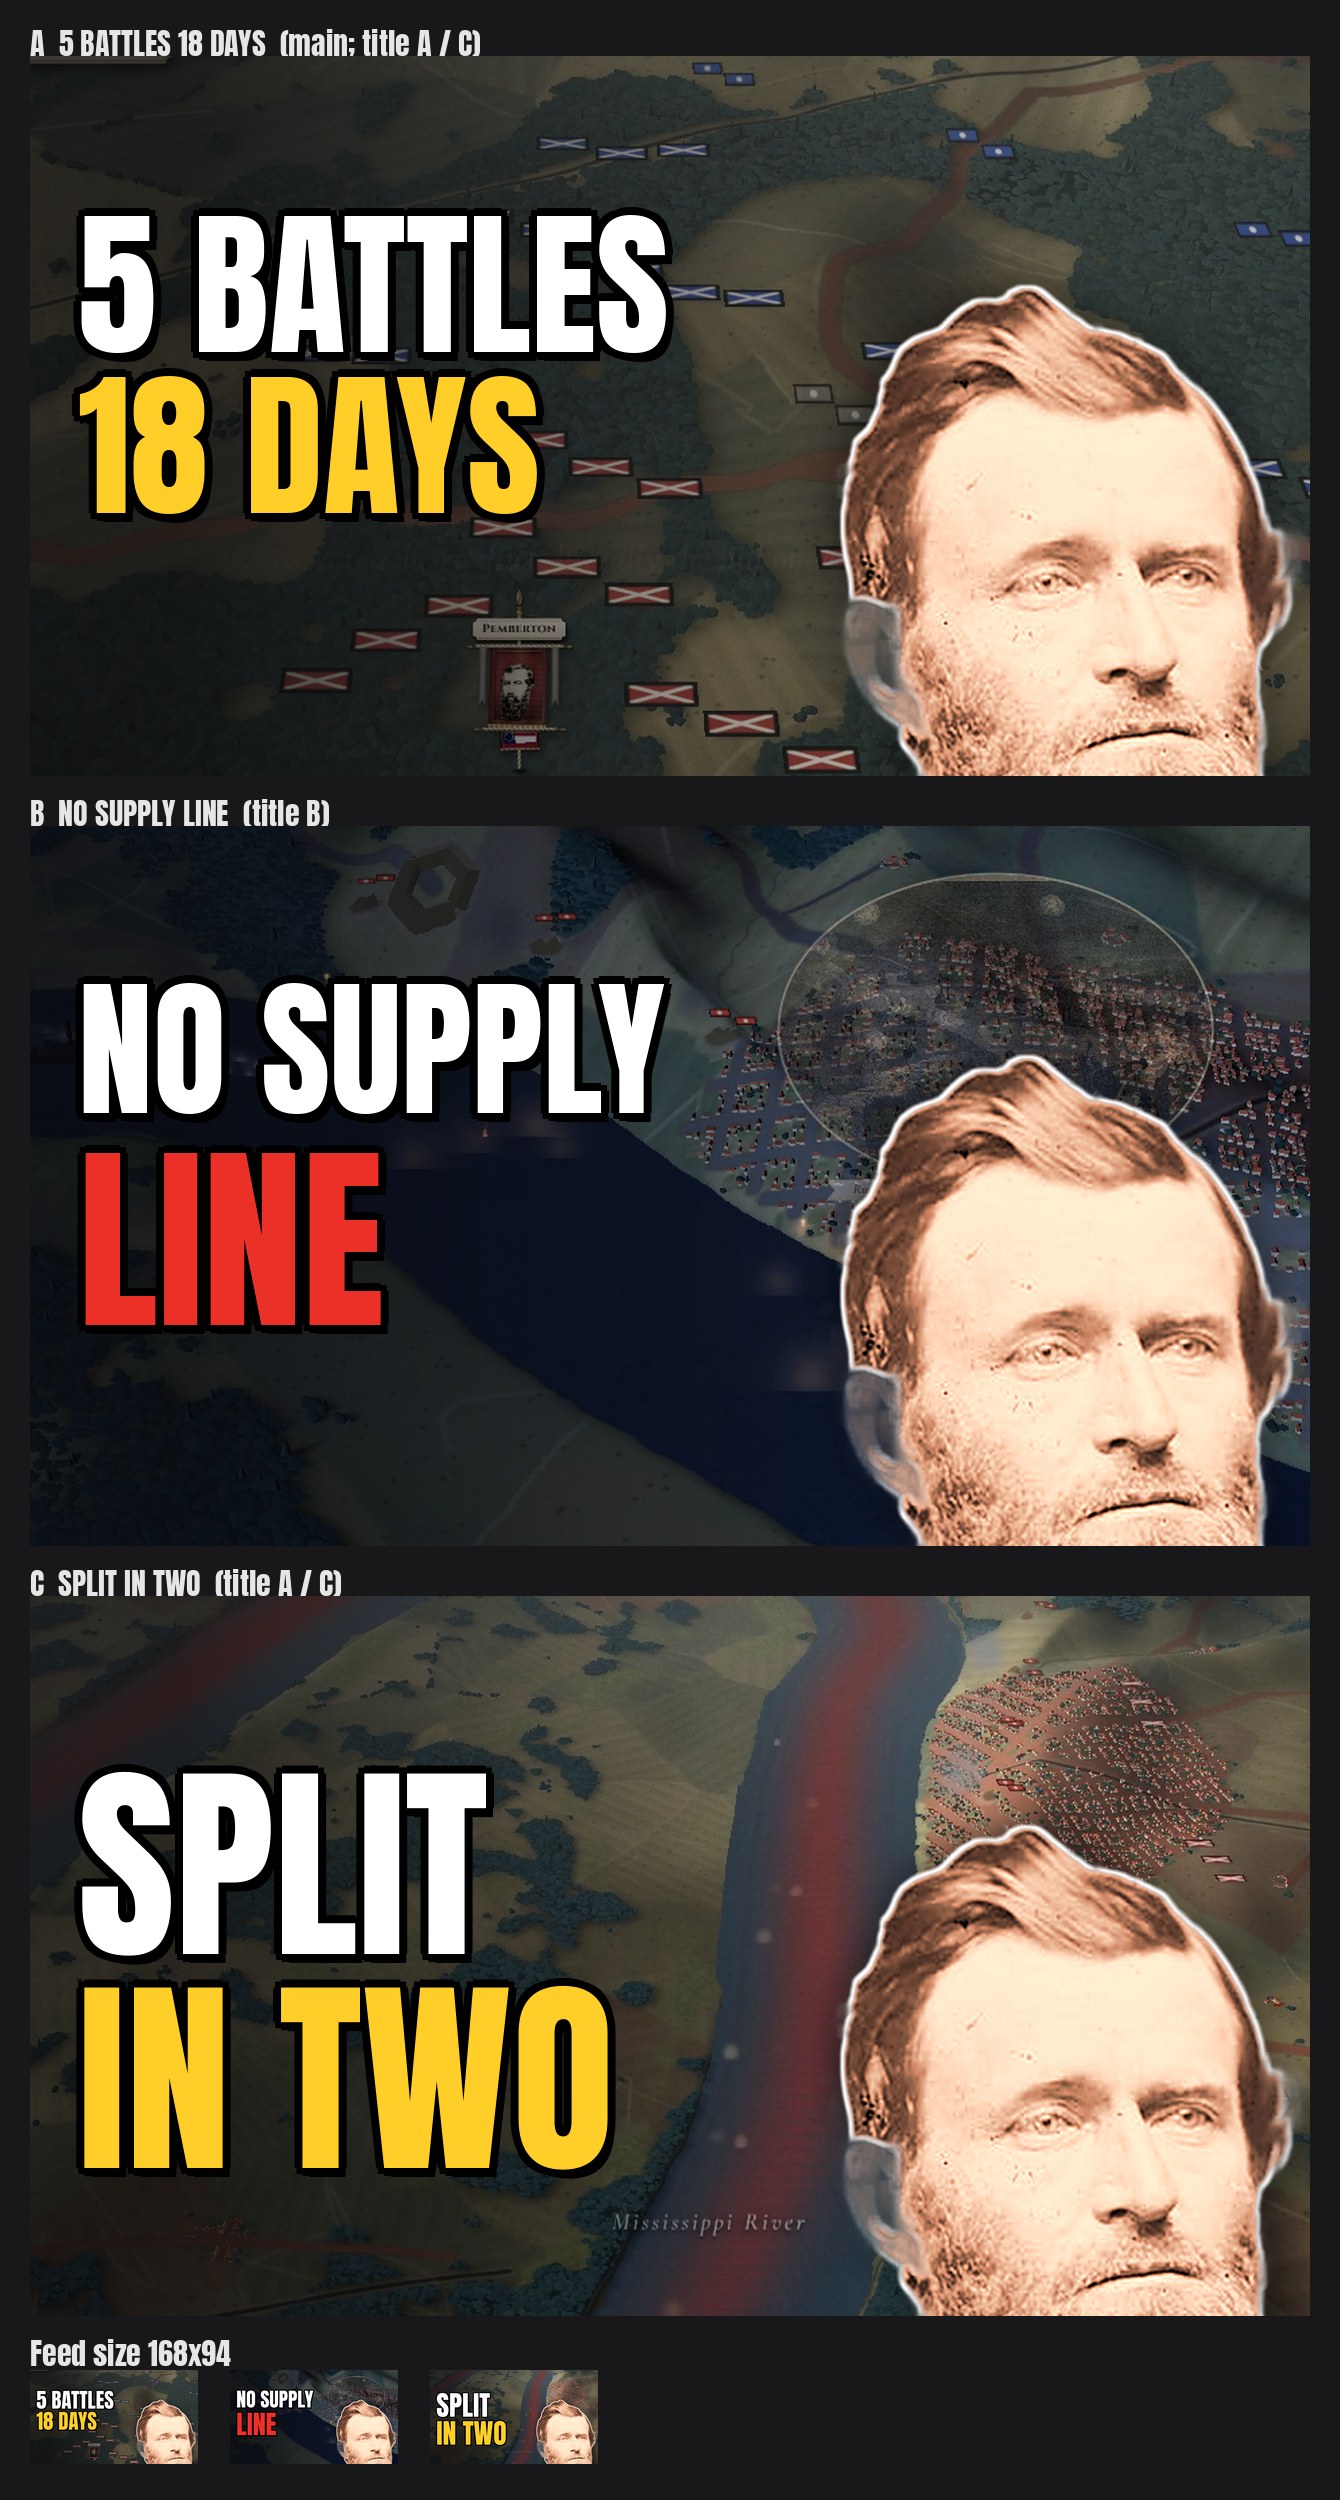 A 5 BATTLES 18 DAYS (main; title A / C)
5 BATTLES
18 DAYS
PEMBERTON
B NO SUPPLY LINE (title B)
NO SUPPLY
LINE
C SPLIT IN TWO (title A / C)
SPLIT
IN TWO
Mississippi River
Feed size 168x94
5 BATTLES
18 DAYS
NO SUPPLY
LINE
SPLIT
IN TWO